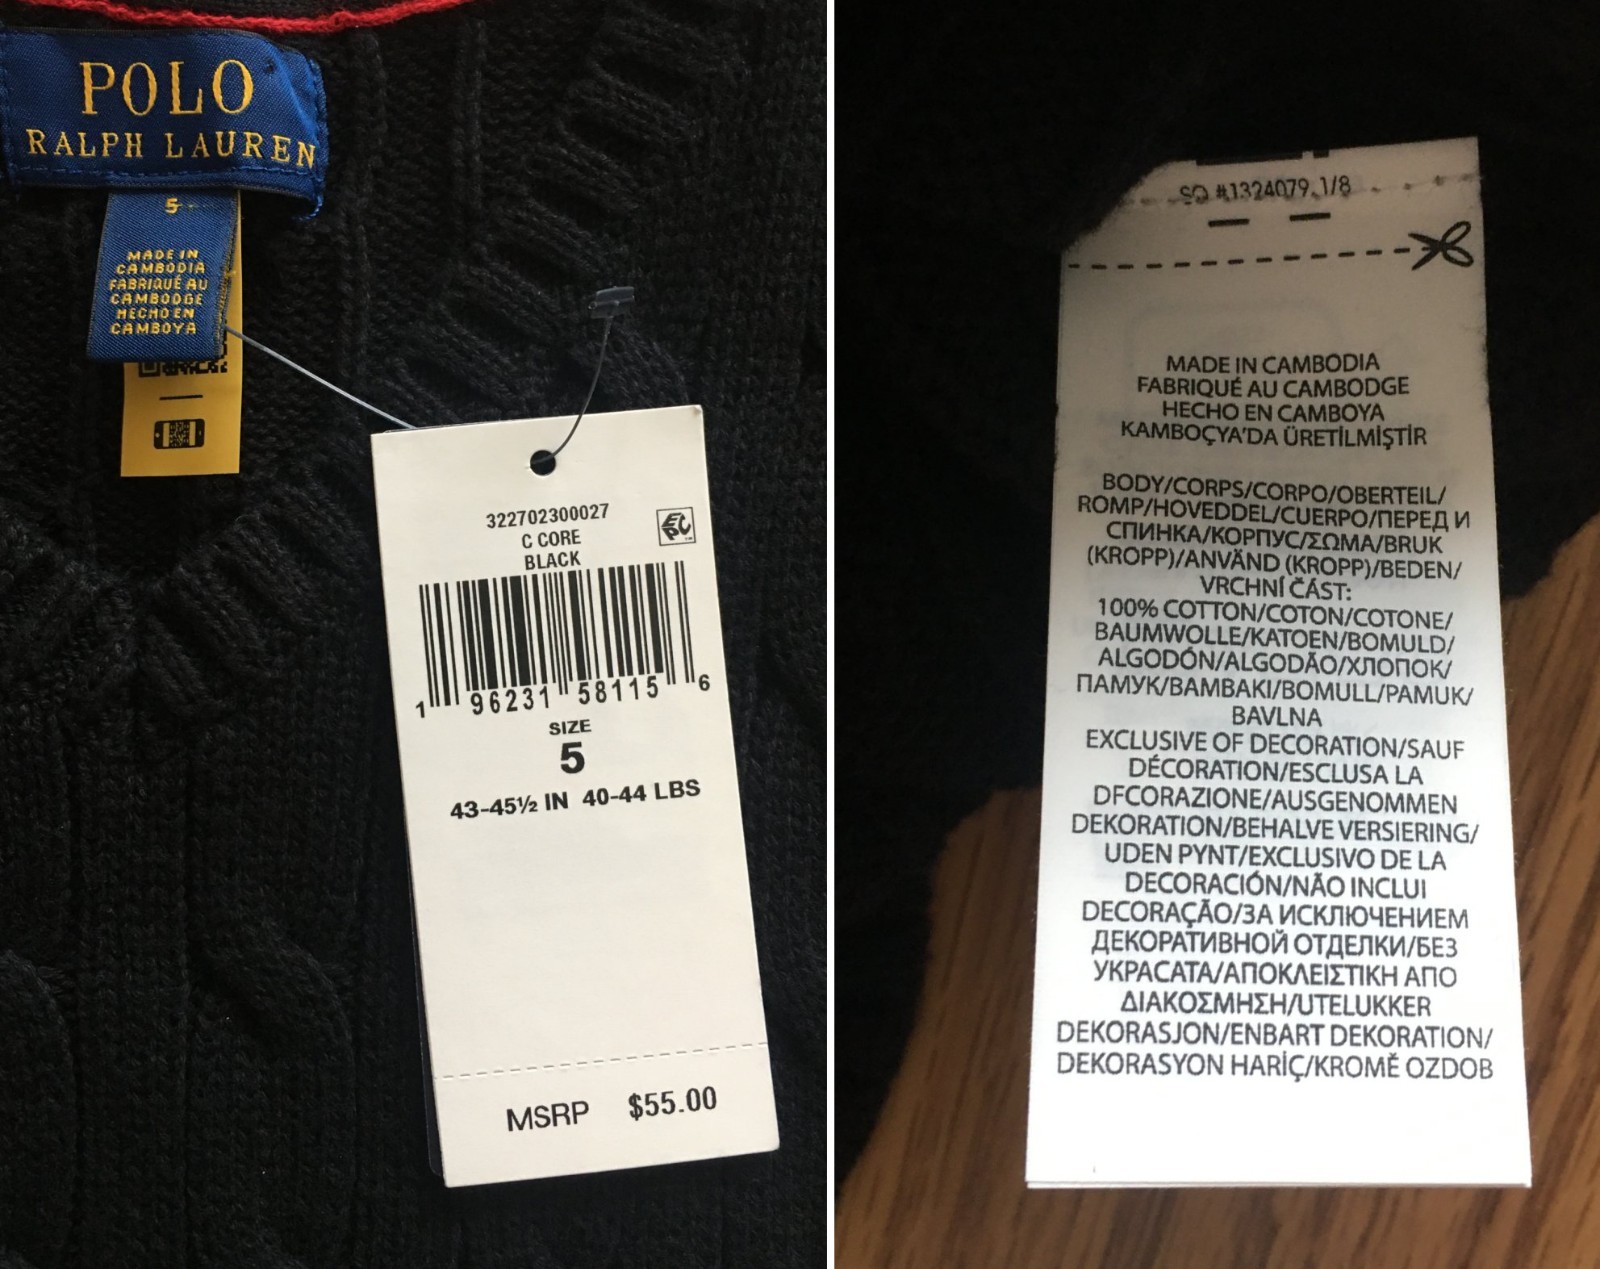 POLO
RALPH LAUREN
5
MADE IN
CAMBODIA
FABRIQUÉ AU
CAMBODGE
HECHO EN
CAMBOYA
322702300027
C CORE
BLACK
EPC
1 96231 58115 6
SIZE
5
43-45½ IN 40-44 LBS
MSRP $55.00
SO #1324079. 1/8
MADE IN CAMBODIA
FABRIQUÉ AU CAMBODGE
HECHO EN CAMBOYA
KAMBOÇYA'DA ÜRETİLMİŞTİR
BODY/CORPS/CORPO/OBERTEIL/
ROMP/HOVEDDEL/CUERPO/ПЕРЕД И
СПИНКА/КОРПУС/ΣΩΜΑ/BRUK
(KROPP)/ANVÄND (KROPP)/BEDEN/
VRCHNÍ ČÁST:
100% COTTON/COTON/COTONE/
BAUMWOLLE/KATOEN/BOMULD/
ALGODÓN/ALGODÃO/ХЛОПОК/
ПАМУК/ΒΑΜΒΑΚΙ/BOMULL/PAMUK/
BAVLNA
EXCLUSIVE OF DECORATION/SAUF
DÉCORATION/ESCLUSA LA
DFCORAZIONE/AUSGENOMMEN
DEKORATION/BEHALVE VERSIERING/
UDEN PYNT/EXCLUSIVO DE LA
DECORACIÓN/NÃO INCLUI
DECORAÇÃO/ЗА ИСКЛЮЧЕНИЕМ
ДЕКОРАТИВНОЙ ОТДЕЛКИ/БЕЗ
УКРАСАТА/ΑΠΟΚΛΕΙΣΤΙΚΗ ΑΠΟ
ΔΙΑΚΟΣΜΗΣΗ/UTELUKKER
DEKORASJON/ENBART DEKORATION/
DEKORASYON HARİÇ/KROMĚ OZDOB